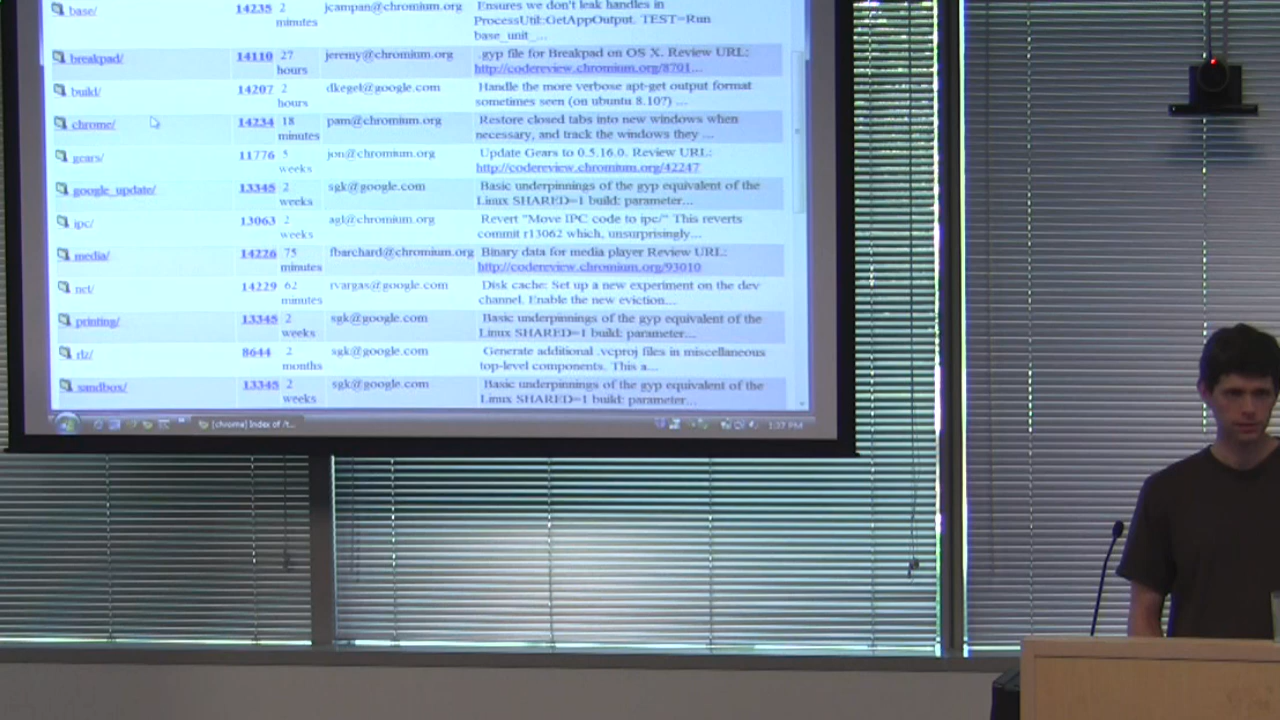 base/ 14235 2 minutes jcampan@chromium.org Ensures we don't leak handles in
ProcessUtil::GetAppOutput. TEST=Run
base_unit_...
breakpad/ 14110 27 hours jeremy@chromium.org .gyp file for Breakpad on OS X. Review URL:
http://codereview.chromium.org/8701...
build/ 14207 2 hours dkegel@google.com Handle the more verbose apt-get output format
sometimes seen (on ubuntu 8.10?) ...
chrome/ 14234 18 minutes pam@chromium.org Restore closed tabs into new windows when
necessary, and track the windows they ...
gears/ 11776 5 weeks jon@chromium.org Update Gears to 0.5.16.0. Review URL:
http://codereview.chromium.org/42247
google_update/ 13345 2 weeks sgk@google.com Basic underpinnings of the gyp equivalent of the
Linux SHARED=1 build: parameter...
ipc/ 13063 2 weeks agl@chromium.org Revert "Move IPC code to ipc/" This reverts
commit r13062 which, unsurprisingly...
media/ 14226 75 minutes fbarchard@chromium.org Binary data for media player Review URL:
http://codereview.chromium.org/93010
net/ 14229 62 minutes rvargas@google.com Disk cache: Set up a new experiment on the dev
channel. Enable the new eviction...
printing/ 13345 2 weeks sgk@google.com Basic underpinnings of the gyp equivalent of the
Linux SHARED=1 build: parameter...
rlz/ 8644 2 months sgk@google.com Generate additional .vcproj files in miscellaneous
top-level components. This a...
sandbox/ 13345 2 weeks sgk@google.com Basic underpinnings of the gyp equivalent of the
Linux SHARED=1 build: parameter...
[chrome] Index of /t... 1:37 PM